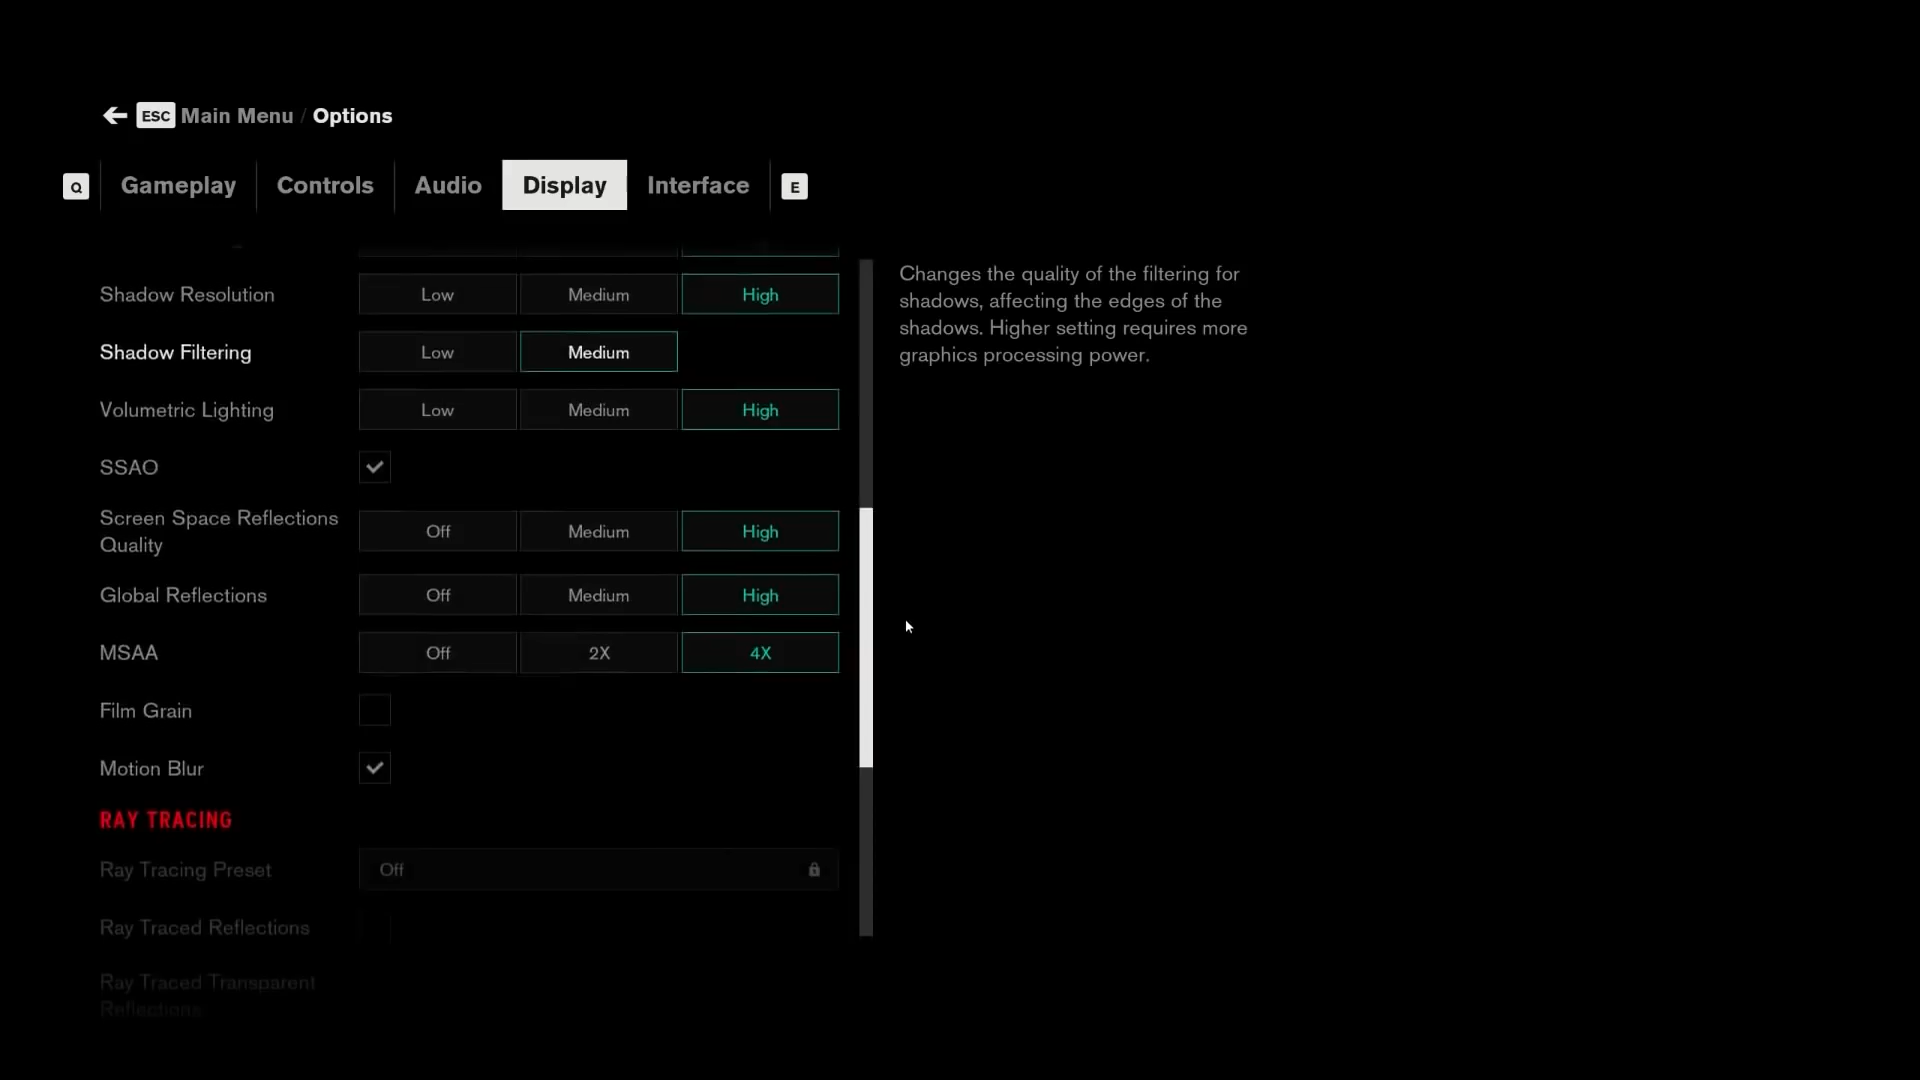 ESC Main Menu / Options
Q Gameplay Controls Audio Display Interface E
Shadow Resolution Low Medium High
Shadow Filtering Low Medium
Volumetric Lighting Low Medium High
SSAO
Screen Space Reflections
Quality Off Medium High
Global Reflections Off Medium High
MSAA Off 2X 4X
Film Grain
Motion Blur
RAY TRACING
Ray Tracing Preset Off
Ray Traced Reflections
Ray Traced Transparent
Reflections
Changes the quality of the filtering for
shadows, affecting the edges of the
shadows. Higher setting requires more
graphics processing power.